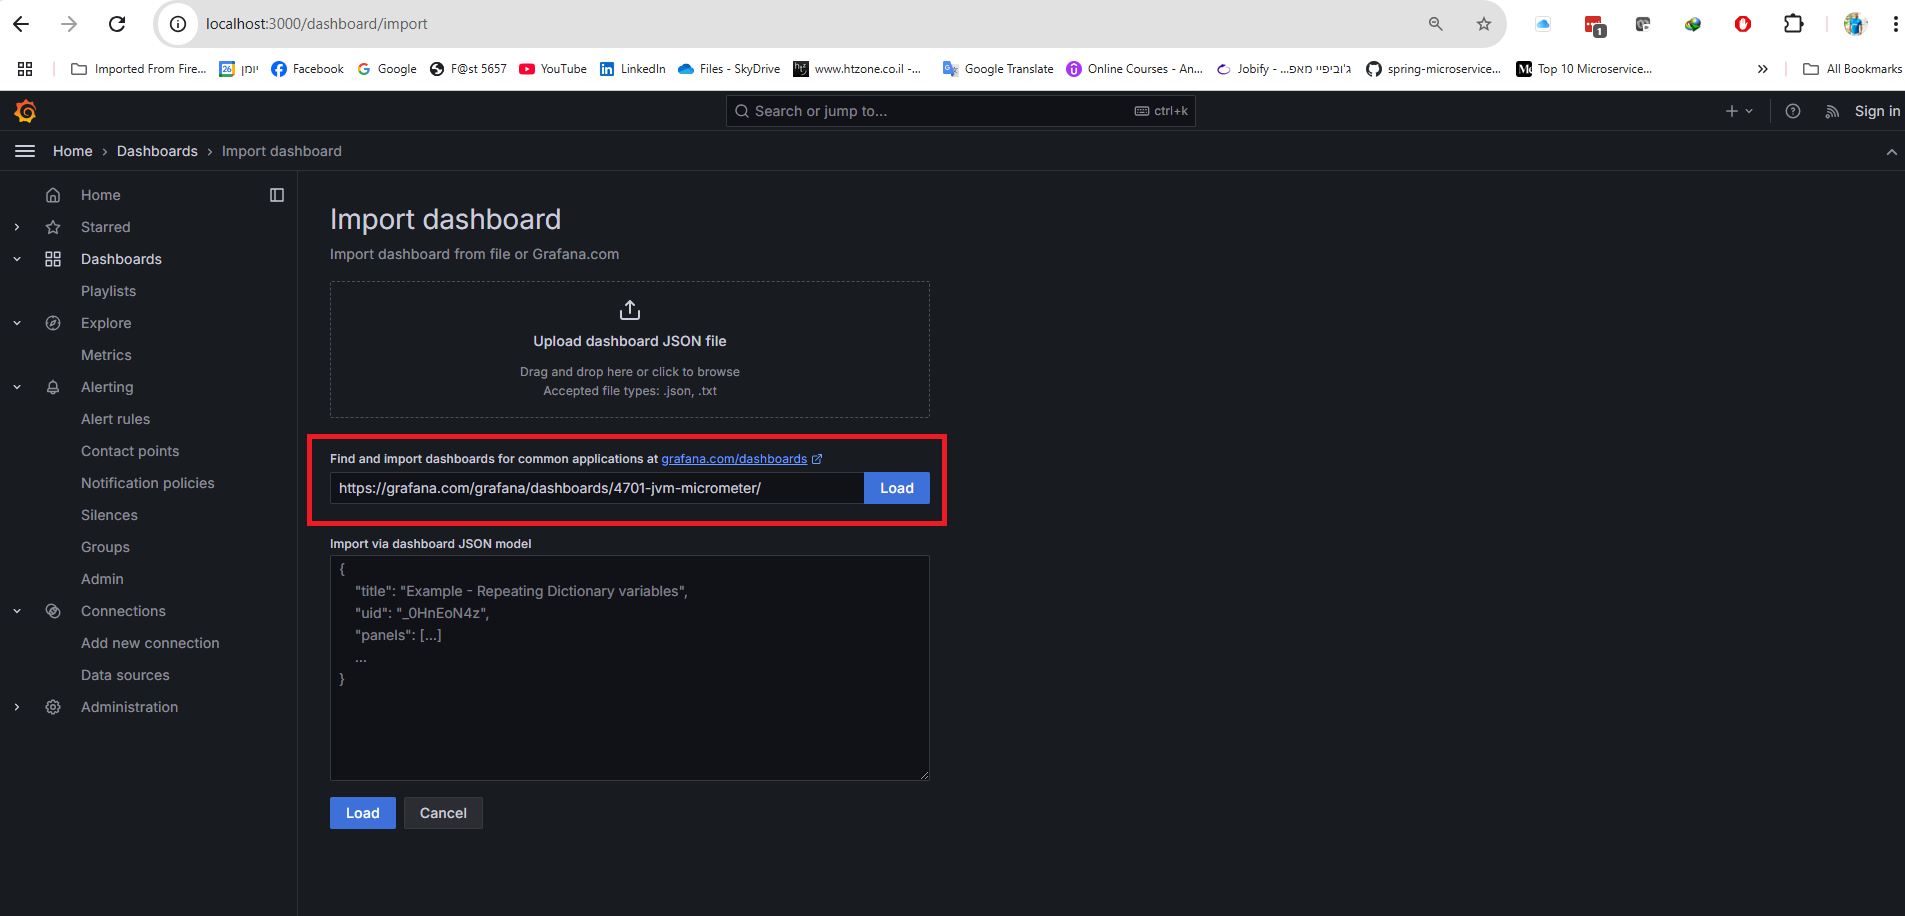 localhost:3000/dashboard/import
Imported From Fire...
26
יומן
Facebook
Google
F@st 5657
YouTube
LinkedIn
Files - SkyDrive
htz
www.htzone.co.il -...
Google Translate
Online Courses - An...
Jobify - ...ג'וביפיי מאפ
spring-microservice...
Top 10 Microservice...
All Bookmarks
1
Search or jump to...
ctrl+k
Sign in
Home › Dashboards › Import dashboard
Home
Starred
Dashboards
Playlists
Explore
Metrics
Alerting
Alert rules
Contact points
Notification policies
Silences
Groups
Admin
Connections
Add new connection
Data sources
Administration
Import dashboard
Import dashboard from file or Grafana.com
Upload dashboard JSON file
Drag and drop here or click to browse
Accepted file types: .json, .txt
Find and import dashboards for common applications at grafana.com/dashboards
https://grafana.com/grafana/dashboards/4701-jvm-micrometer/
Load
Import via dashboard JSON model
{
"title": "Example - Repeating Dictionary variables",
"uid": "_0HnEoN4z",
"panels": [...]
...
}
Load
Cancel